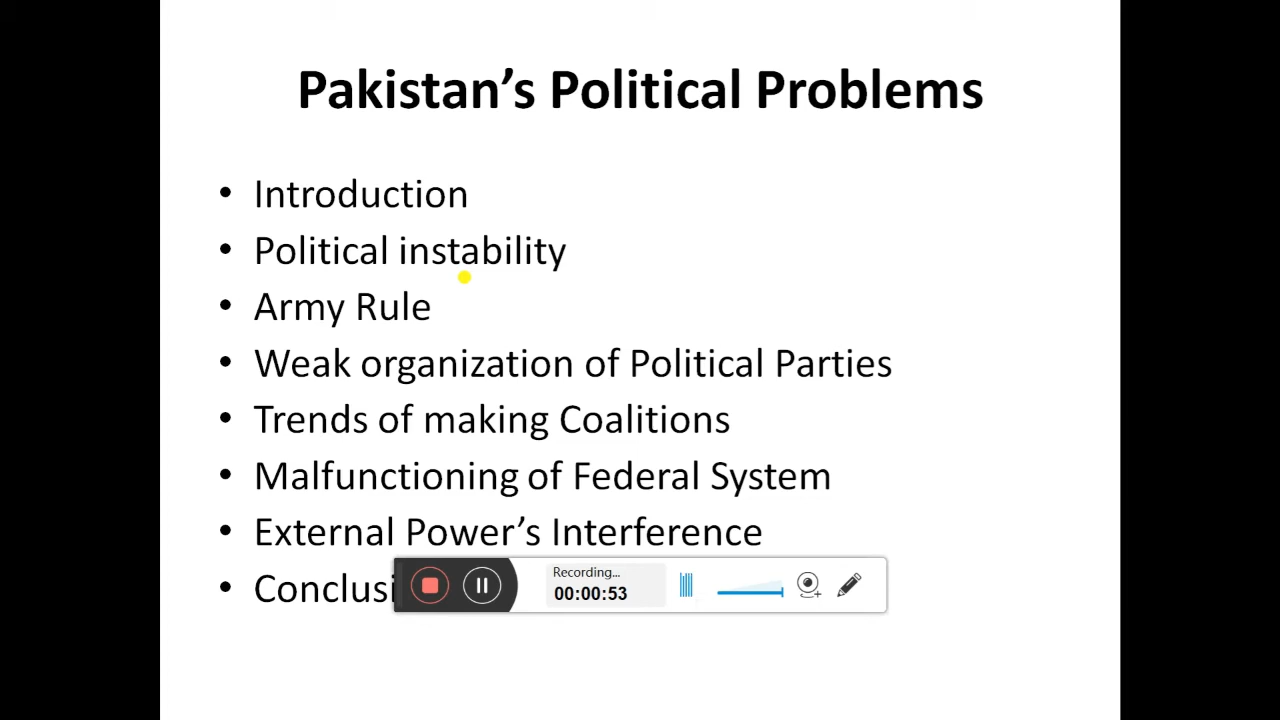 Pakistan’s Political Problems
• Introduction
• Political instability
• Army Rule
• Weak organization of Political Parties
• Trends of making Coalitions
• Malfunctioning of Federal System
• External Power’s Interference
• Conclusi
Recording...
00:00:53